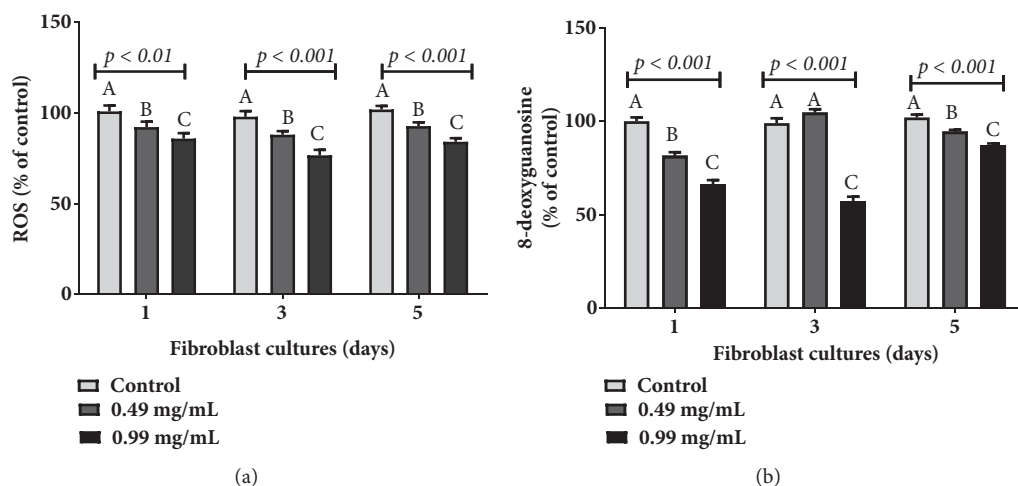 150
100
50
0
ROS (% of control)
p < 0.01
p < 0.001
p < 0.001
A
B
C
A
B
C
A
B
C
1
3
5
Fibroblast cultures (days)
Control
0.49 mg/mL
0.99 mg/mL
(a)
150
100
50
0
8-deoxyguanosine
(% of control)
p < 0.001
p < 0.001
p < 0.001
A
B
C
A
A
C
A
B
C
1
3
5
Fibroblast cultures (days)
Control
0.49 mg/mL
0.99 mg/mL
(b)